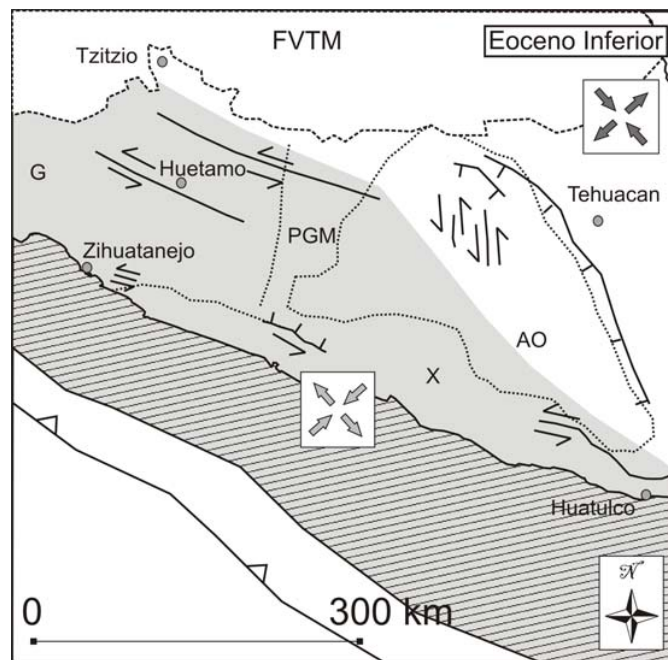 FVTM
Eoceno Inferior
Tzitzio
G
Huetamo
Tehuacan
PGM
Zihuatanejo
AO
X
Huatulco
N
0
300 km